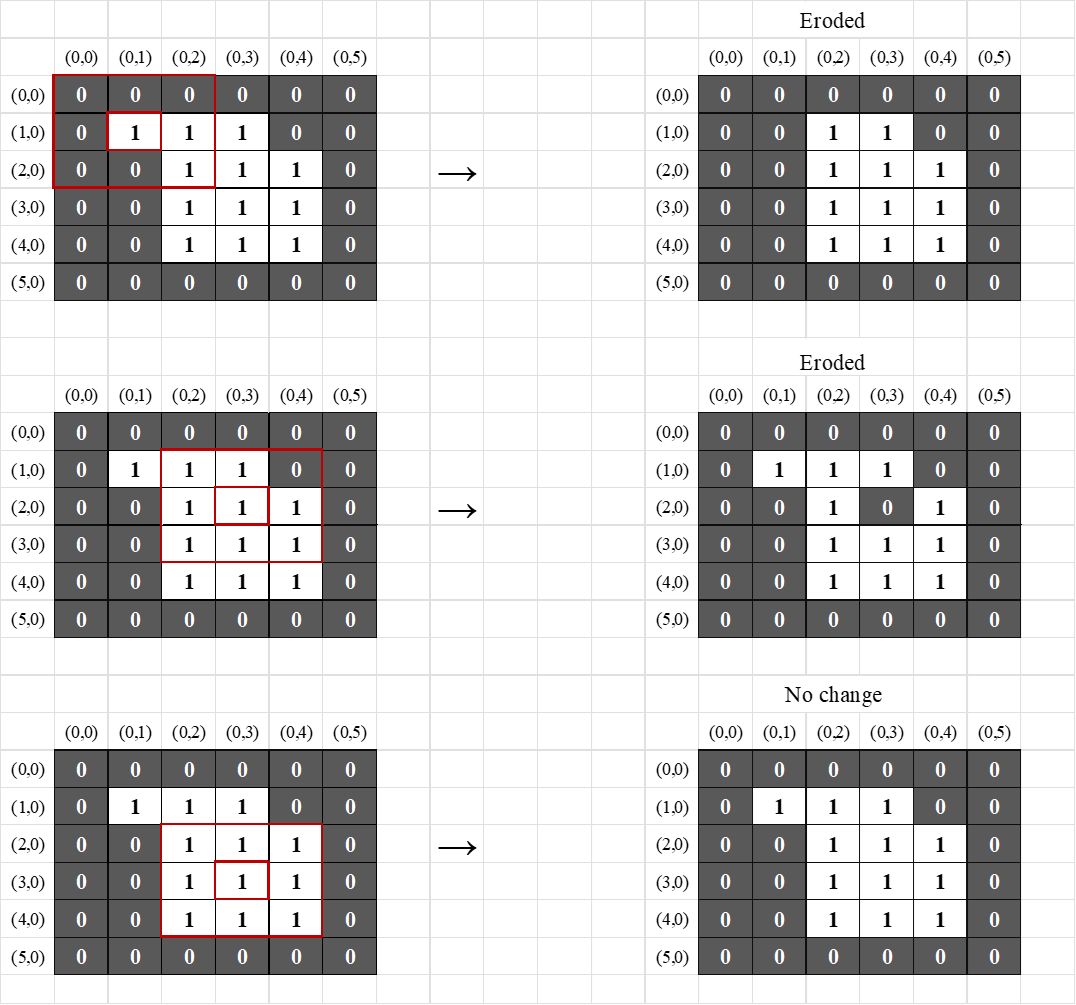 Eroded
(0,0) (0,1) (0,2) (0,3) (0,4) (0,5) (0,0) (0,1) (0,2) (0,3) (0,4) (0,5)
(0,0) 0 0 0 0 0 0 (0,0) 0 0 0 0 0 0
(1,0) 0 1 1 1 0 0 (1,0) 0 0 1 1 0 0
(2,0) 0 0 1 1 1 0 → (2,0) 0 0 1 1 1 0
(3,0) 0 0 1 1 1 0 (3,0) 0 0 1 1 1 0
(4,0) 0 0 1 1 1 0 (4,0) 0 0 1 1 1 0
(5,0) 0 0 0 0 0 0 (5,0) 0 0 0 0 0 0
Eroded
(0,0) (0,1) (0,2) (0,3) (0,4) (0,5) (0,0) (0,1) (0,2) (0,3) (0,4) (0,5)
(0,0) 0 0 0 0 0 0 (0,0) 0 0 0 0 0 0
(1,0) 0 1 1 1 0 0 (1,0) 0 1 1 1 0 0
(2,0) 0 0 1 1 1 0 → (2,0) 0 0 1 0 1 0
(3,0) 0 0 1 1 1 0 (3,0) 0 0 1 1 1 0
(4,0) 0 0 1 1 1 0 (4,0) 0 0 1 1 1 0
(5,0) 0 0 0 0 0 0 (5,0) 0 0 0 0 0 0
No change
(0,0) (0,1) (0,2) (0,3) (0,4) (0,5) (0,0) (0,1) (0,2) (0,3) (0,4) (0,5)
(0,0) 0 0 0 0 0 0 (0,0) 0 0 0 0 0 0
(1,0) 0 1 1 1 0 0 (1,0) 0 1 1 1 0 0
(2,0) 0 0 1 1 1 0 → (2,0) 0 0 1 1 1 0
(3,0) 0 0 1 1 1 0 (3,0) 0 0 1 1 1 0
(4,0) 0 0 1 1 1 0 (4,0) 0 0 1 1 1 0
(5,0) 0 0 0 0 0 0 (5,0) 0 0 0 0 0 0